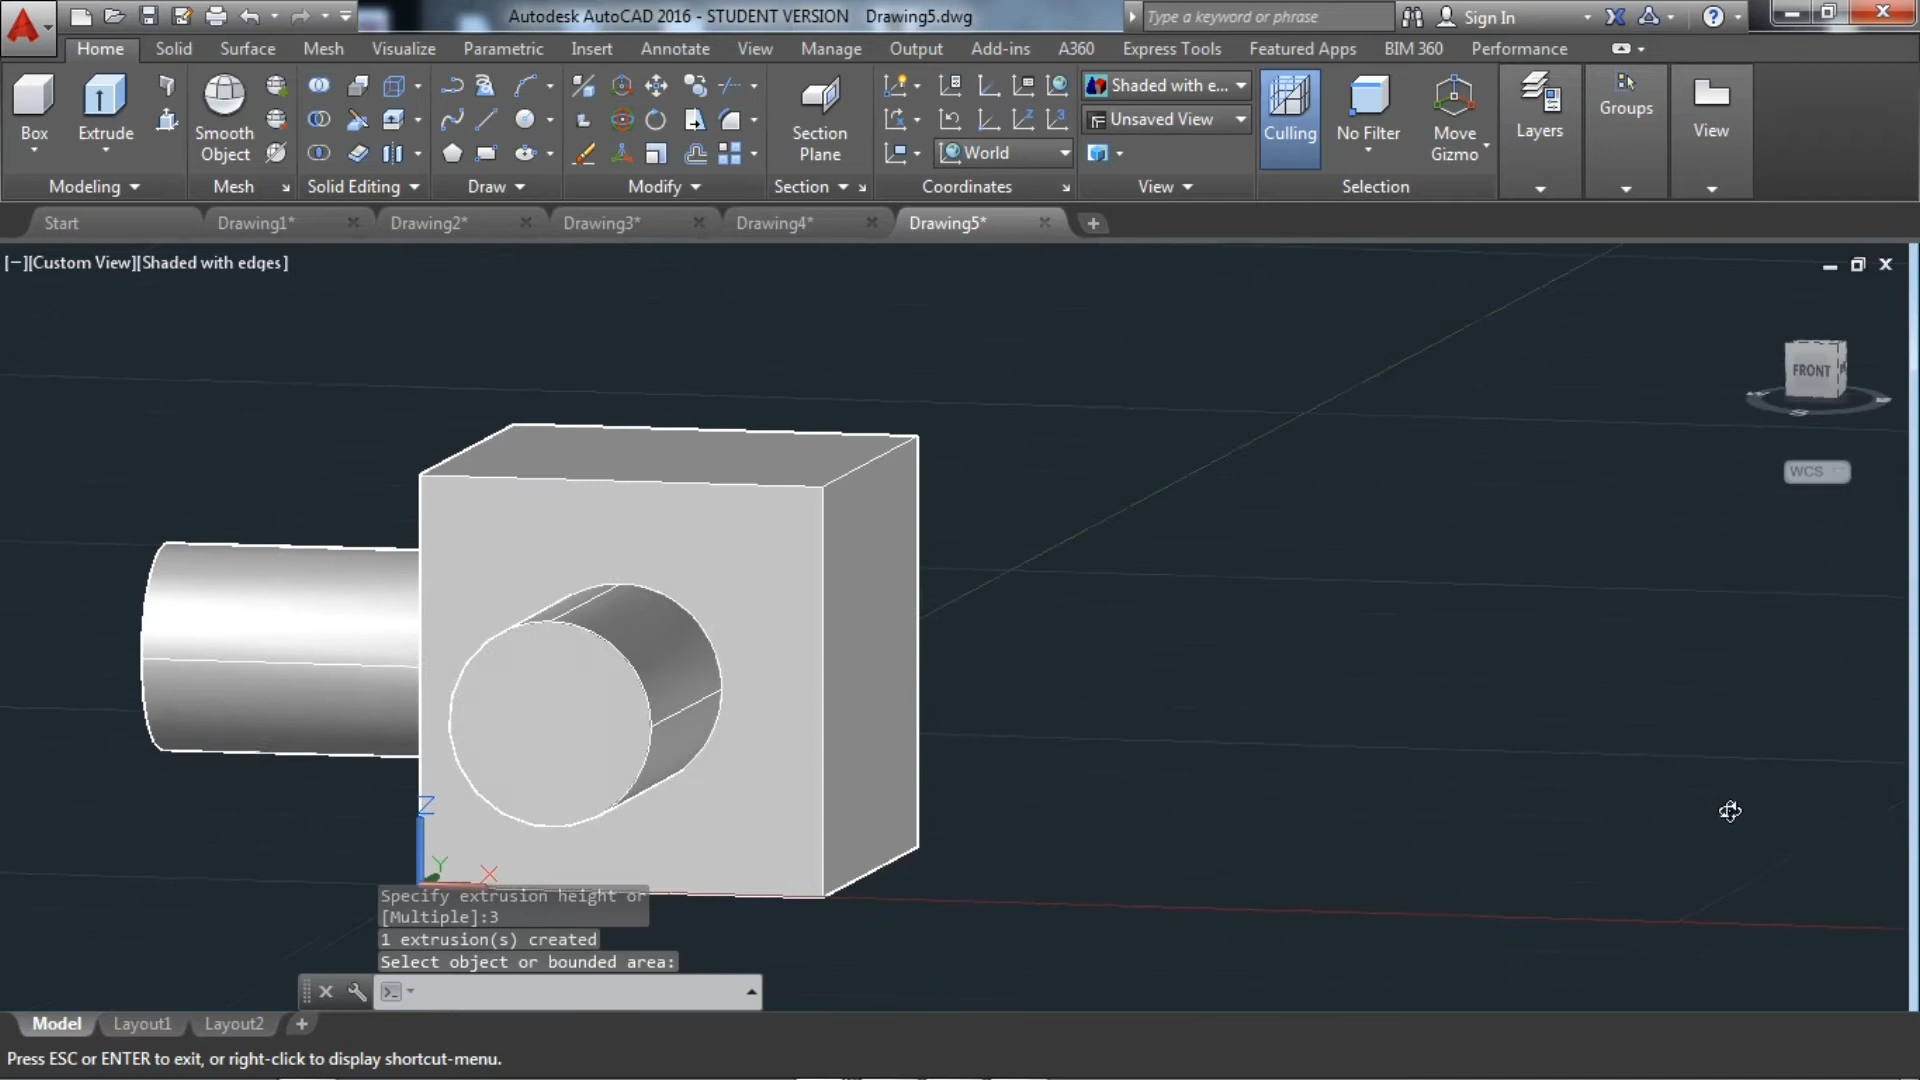 Autodesk AutoCAD 2016 - STUDENT VERSION Drawing5.dwg
Type a keyword or phrase
Sign In
Home Solid Surface Mesh Visualize Parametric Insert Annotate View Manage Output Add-ins A360 Express Tools Featured Apps BIM 360 Performance
Shaded with e...
Unsaved View
World
Box
Extrude
Smooth
Object
Section
Plane
Culling
No Filter
Move
Gizmo
Layers
Groups
View
Modeling Mesh Solid Editing Draw Modify Section Coordinates View Selection
Start Drawing1* Drawing2* Drawing3* Drawing4* Drawing5*
[−][Custom View][Shaded with edges]
FRONT
WCS
Z
Y
X
Specify extrusion height or
[Multiple]:3
1 extrusion(s) created
Select object or bounded area:
Model Layout1 Layout2
Press ESC or ENTER to exit, or right-click to display shortcut-menu.